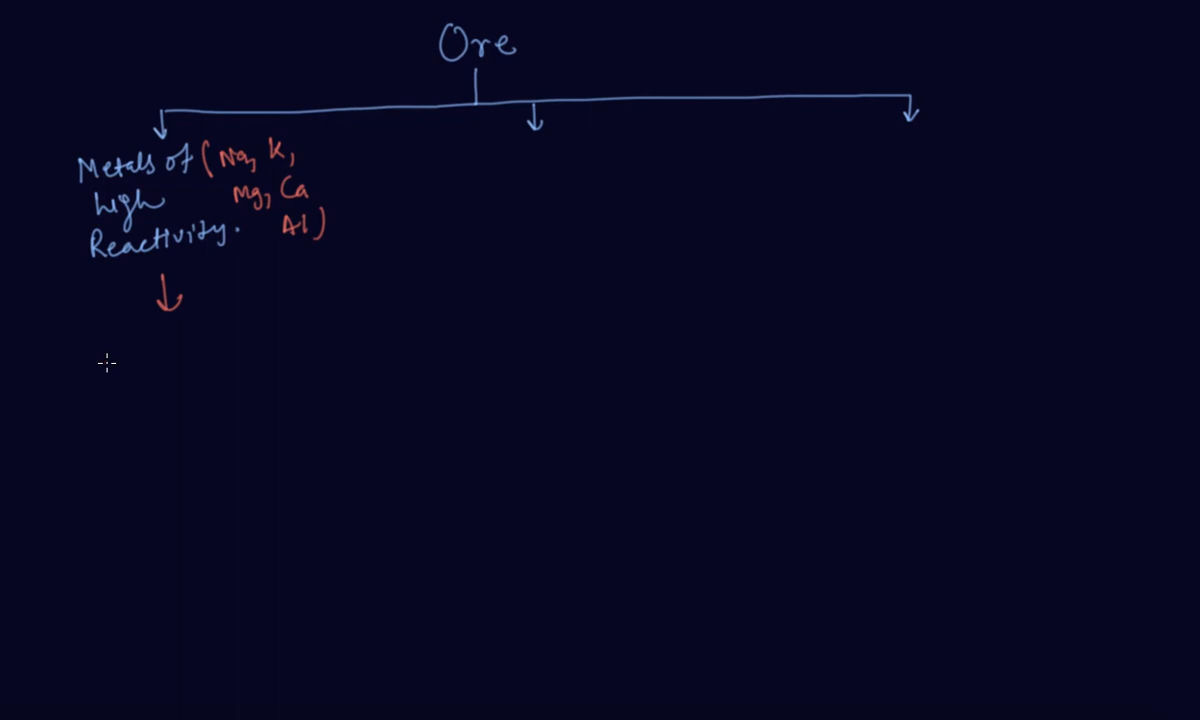 Ore
Metals of (Na, K,
high Mg, Ca
Reactivity. Al)